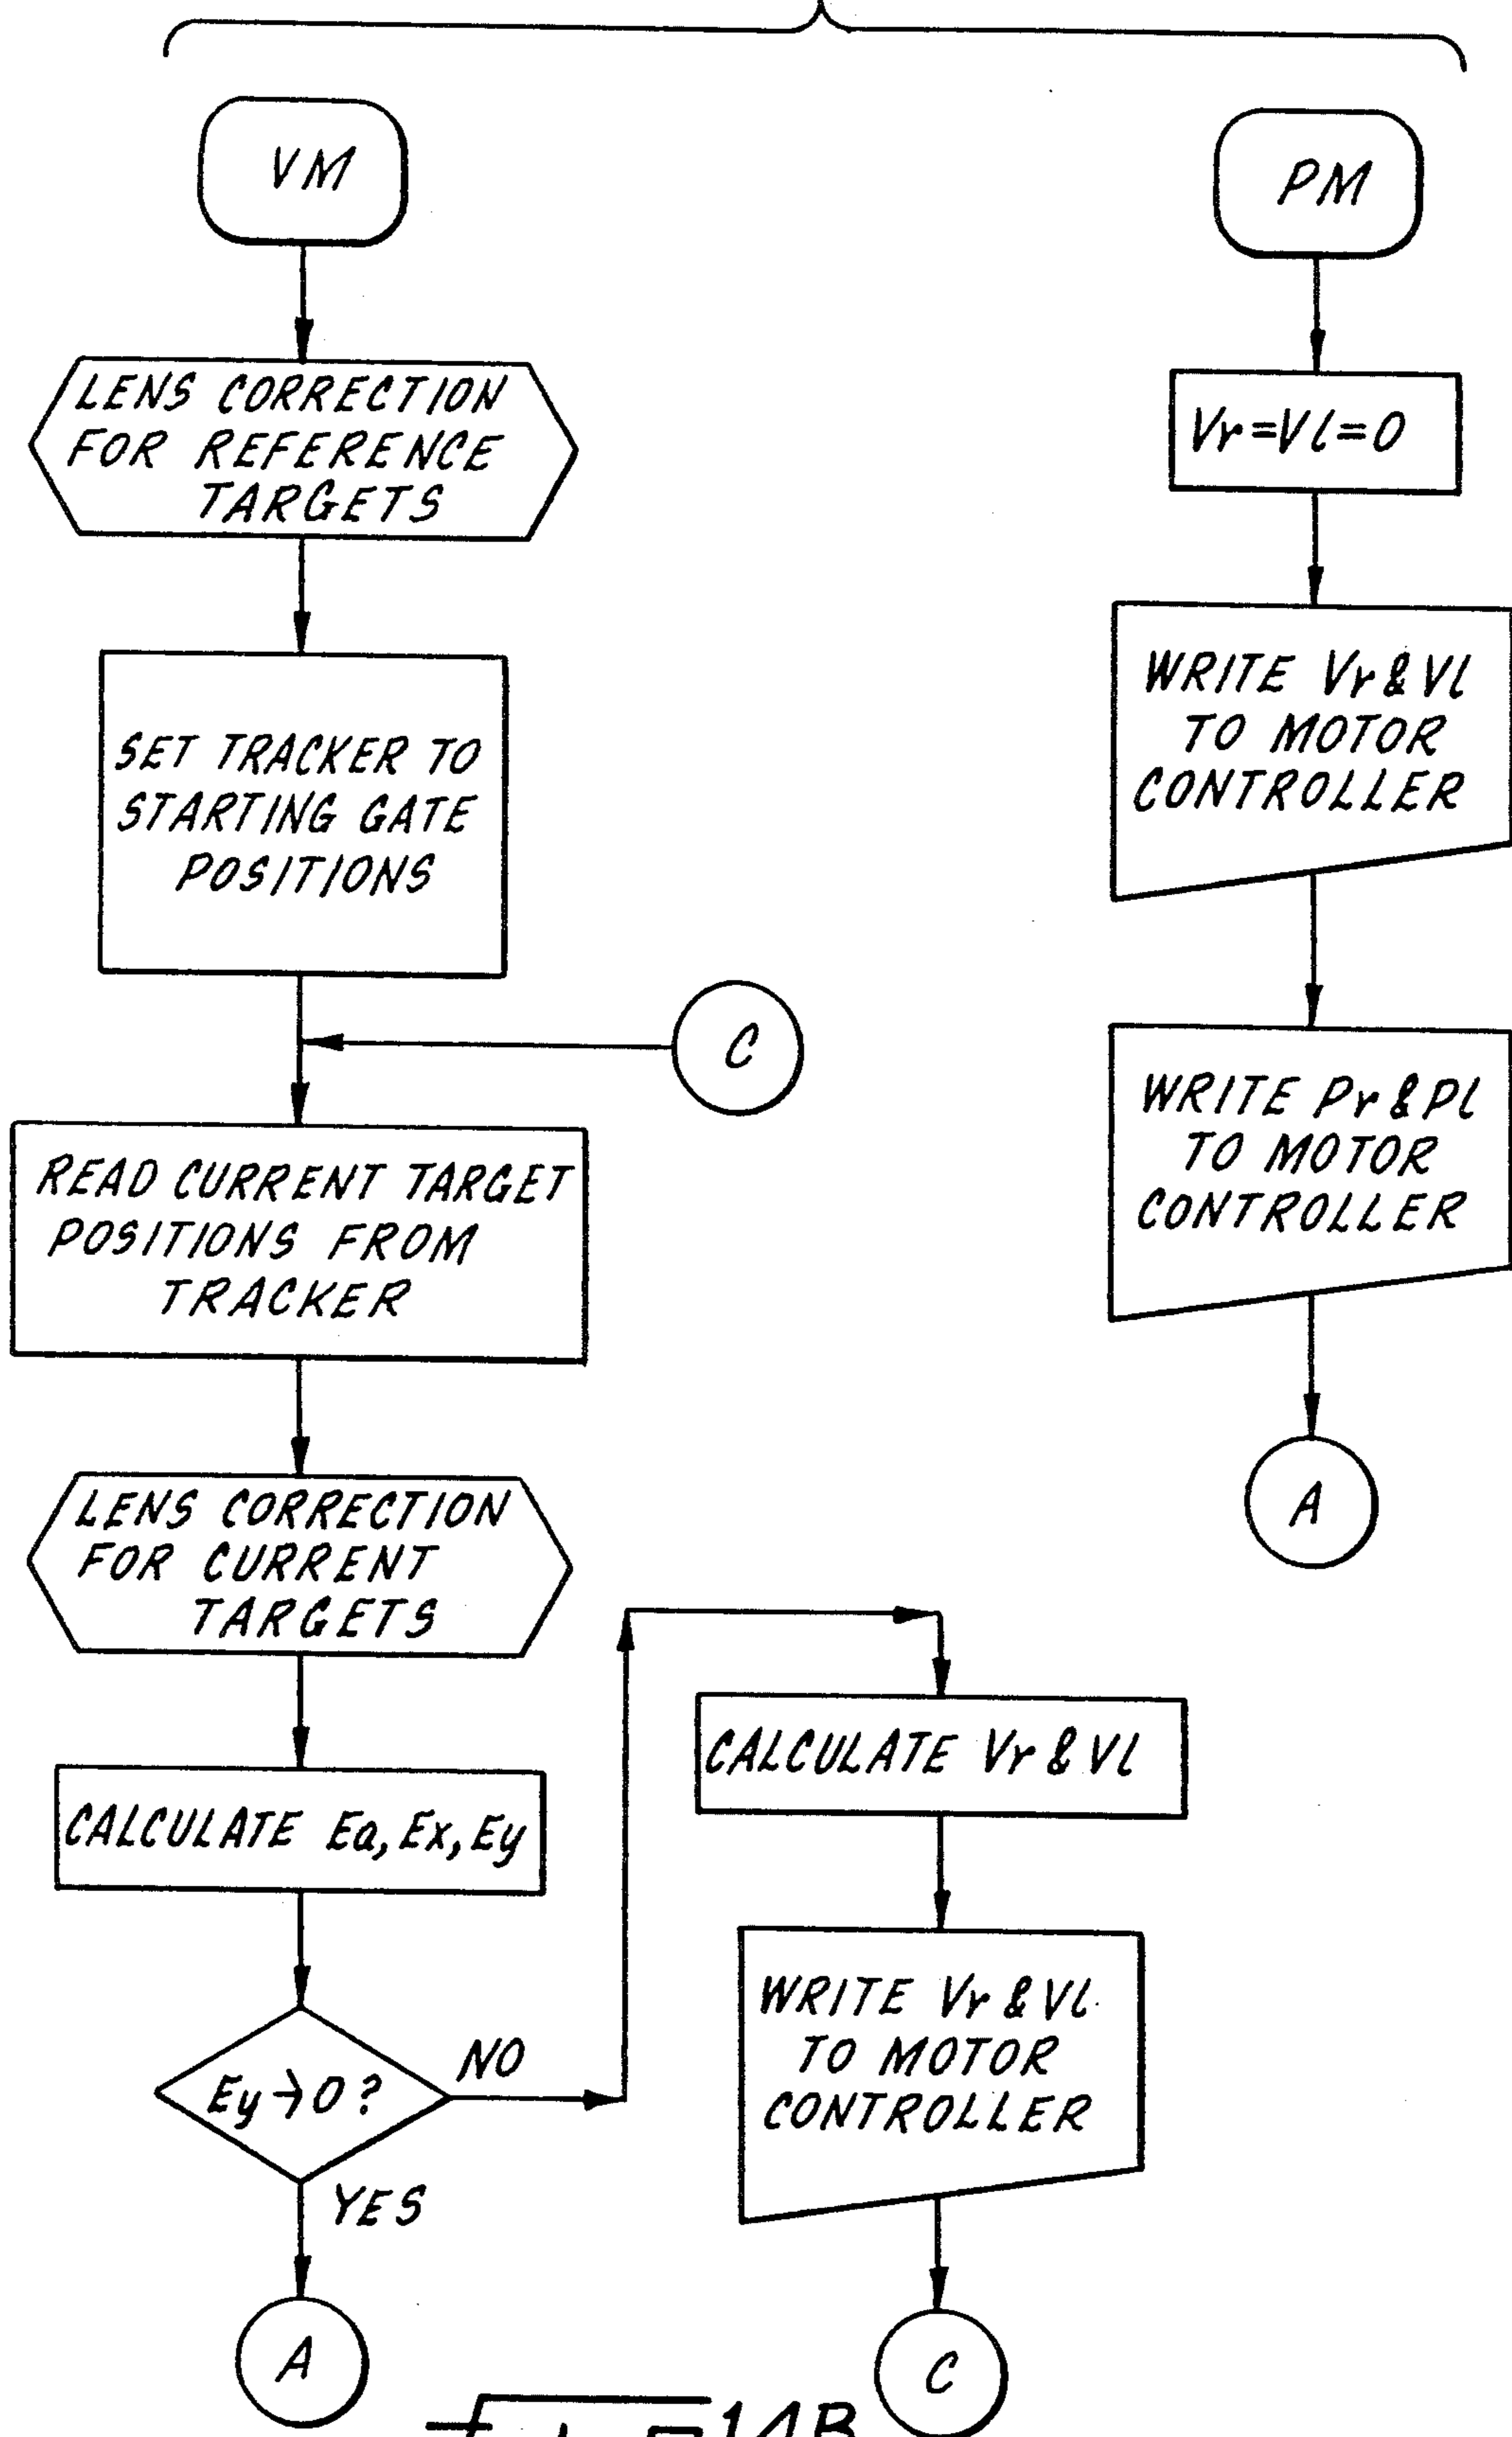 VM
LENS CORRECTION
FOR REFERENCE
TARGETS
SET TRACKER TO
STARTING GATE
POSITIONS
C
READ CURRENT TARGET
POSITIONS FROM
TRACKER
LENS CORRECTION
FOR CURRENT
TARGETS
CALCULATE Ea, Ex, Ey
Ey→0?
NO
YES
A
CALCULATE Vr & Vl
WRITE Vr & Vl
TO MOTOR
CONTROLLER
C
PM
Vr=Vl=0
WRITE Vr & Vl
TO MOTOR
CONTROLLER
WRITE Pr & Pl
TO MOTOR
CONTROLLER
A
14B